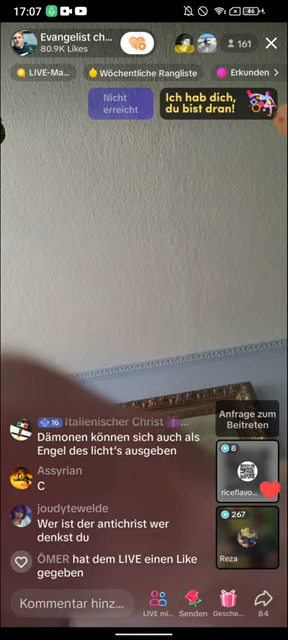 17:07
46
Evangelist ch...
80.9K Likes
161
LIVE-Ma...
Wöchentliche Rangliste
Erkunden
Nicht
erreicht
Ich hab dich,
du bist dran!
16 Italienischer Christ ...
Dämonen können sich auch als
Engel des licht's ausgeben
Assyrian
C
joudytewelde
Wer ist der antichrist wer
denkst du
ÖMER hat dem LIVE einen Like
gegeben
Anfrage zum
Beitreten
8
riceflavo...
267
Reza
Kommentar hinz...
LIVE mi...
Senden
Gesche...
84